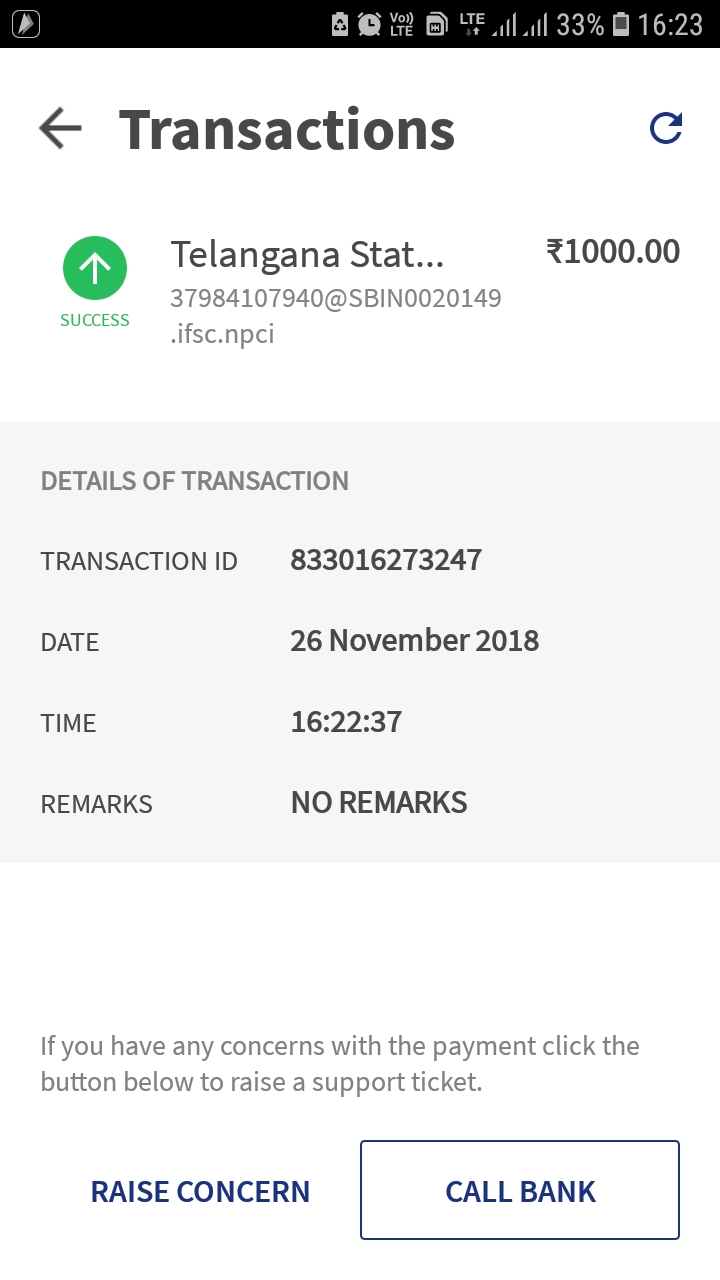 Vo)) LTE LTE 33% 16:23
Transactions
Telangana Stat... ₹1000.00
37984107940@SBIN0020149
.ifsc.npci
SUCCESS
DETAILS OF TRANSACTION
TRANSACTION ID 833016273247
DATE 26 November 2018
TIME 16:22:37
REMARKS NO REMARKS
If you have any concerns with the payment click the
button below to raise a support ticket.
RAISE CONCERN CALL BANK